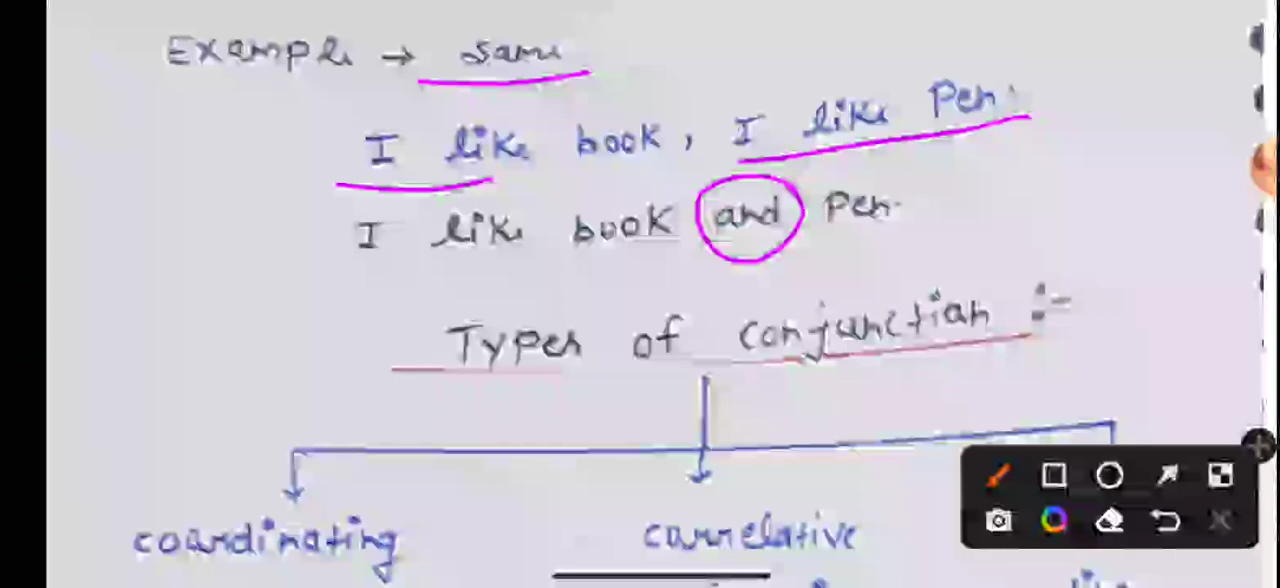 Example → same
I like book, I like Pen.
I like book and Pen.
Types of conjunction :-
coordinating correlative